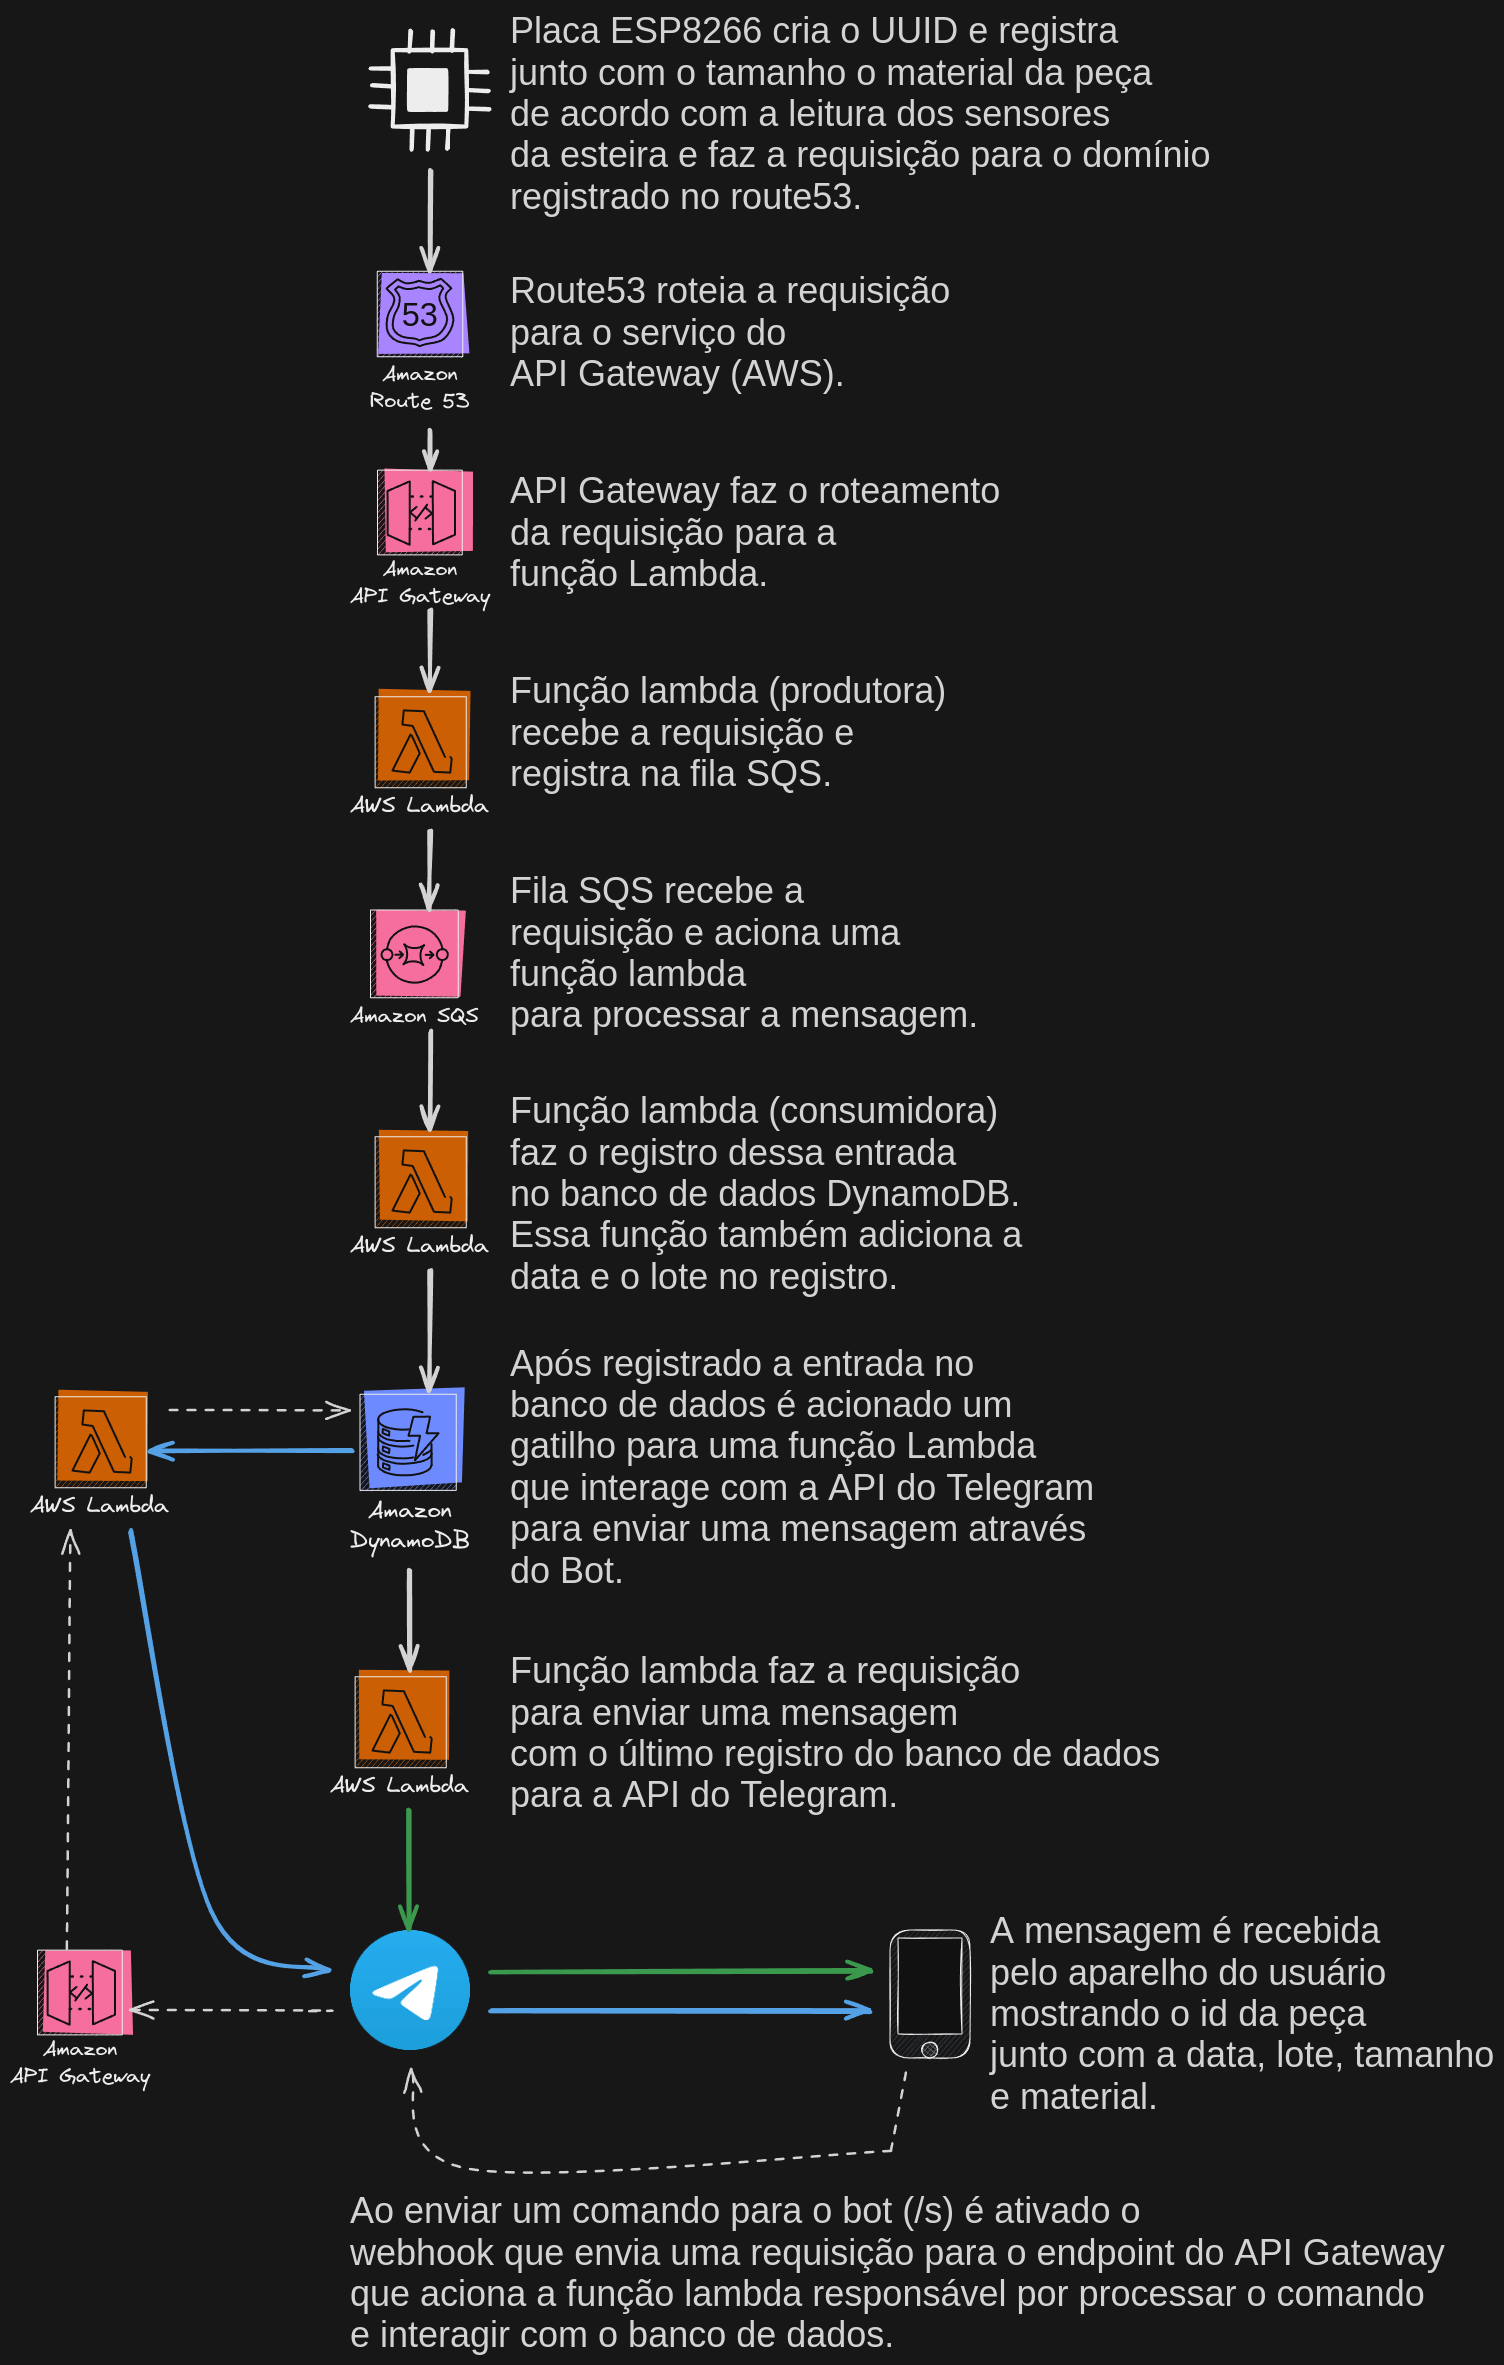 Placa ESP8266 cria o UUID e registra
junto com o tamanho o material da peça
de acordo com a leitura dos sensores
da esteira e faz a requisição para o domínio
registrado no route53.
53
Amazon
Route 53
Route53 roteia a requisição
para o serviço do
API Gateway (AWS).
Amazon
API Gateway
API Gateway faz o roteamento
da requisição para a
função Lambda.
AWS Lambda
Função lambda (produtora)
recebe a requisição e
registra na fila SQS.
Amazon SQS
Fila SQS recebe a
requisição e aciona uma
função lambda
para processar a mensagem.
AWS Lambda
Função lambda (consumidora)
faz o registro dessa entrada
no banco de dados DynamoDB.
Essa função também adiciona a
data e o lote no registro.
AWS Lambda
Amazon
DynamoDB
Após registrado a entrada no
banco de dados é acionado um
gatilho para uma função Lambda
que interage com a API do Telegram
para enviar uma mensagem através
do Bot.
AWS Lambda
Função lambda faz a requisição
para enviar uma mensagem
com o último registro do banco de dados
para a API do Telegram.
Amazon
API Gateway
A mensagem é recebida
pelo aparelho do usuário
mostrando o id da peça
junto com a data, lote, tamanho
e material.
Ao enviar um comando para o bot (/s) é ativado o
webhook que envia uma requisição para o endpoint do API Gateway
que aciona a função lambda responsável por processar o comando
e interagir com o banco de dados.